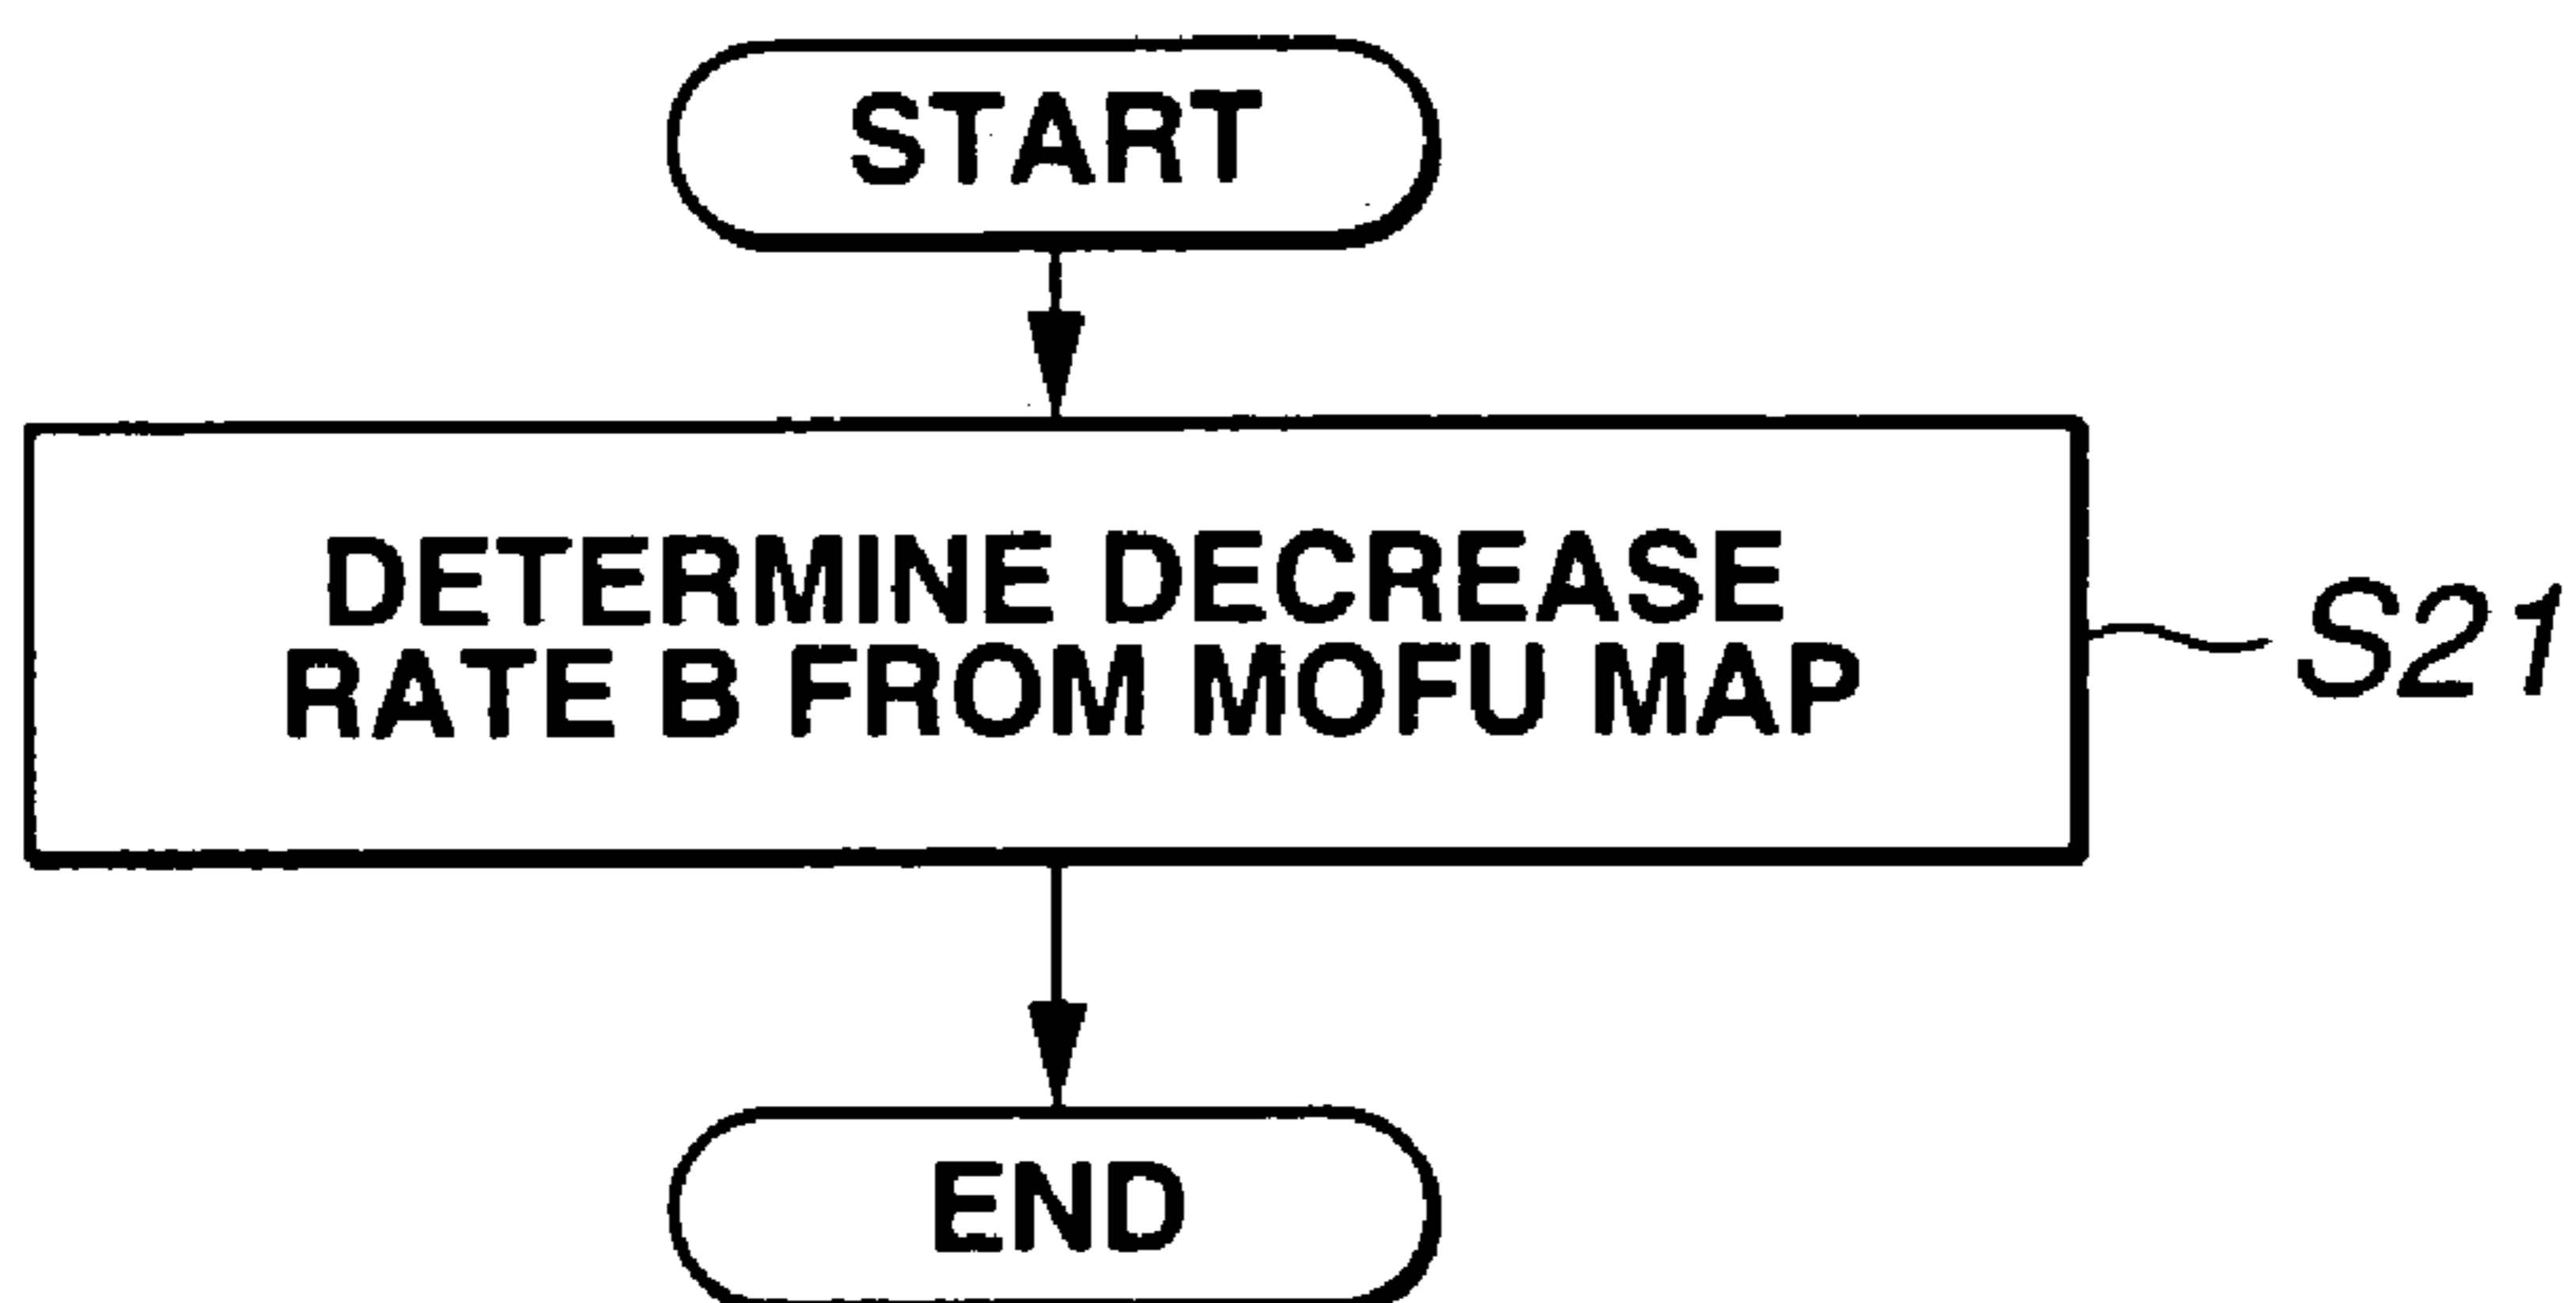 START
DETERMINE DECREASE
RATE B FROM MOFU MAP
S21
END